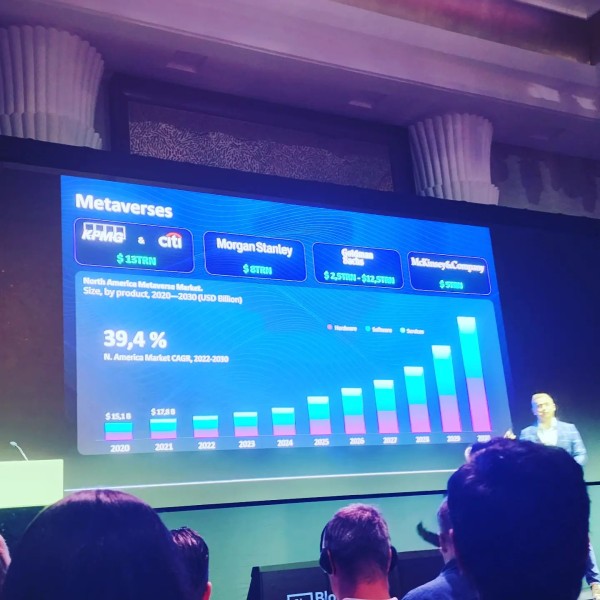 Metaverses
KPMG & citi
$ 13TRN
Morgan Stanley
$ 8TRN
Goldman
Sachs
$ 2,5TRN - $12,5TRN
McKinsey&Company
$ 5TRN
North America Metaverse Market.
Size, by product, 2020—2030 (USD Billion)
39,4 %
N. America Market CAGR, 2022-2030
Hardware Software Services
$ 15,1 B
$ 17,8 B
2020 2021 2022 2023 2024 2025 2026 2027 2028 2029
Blo